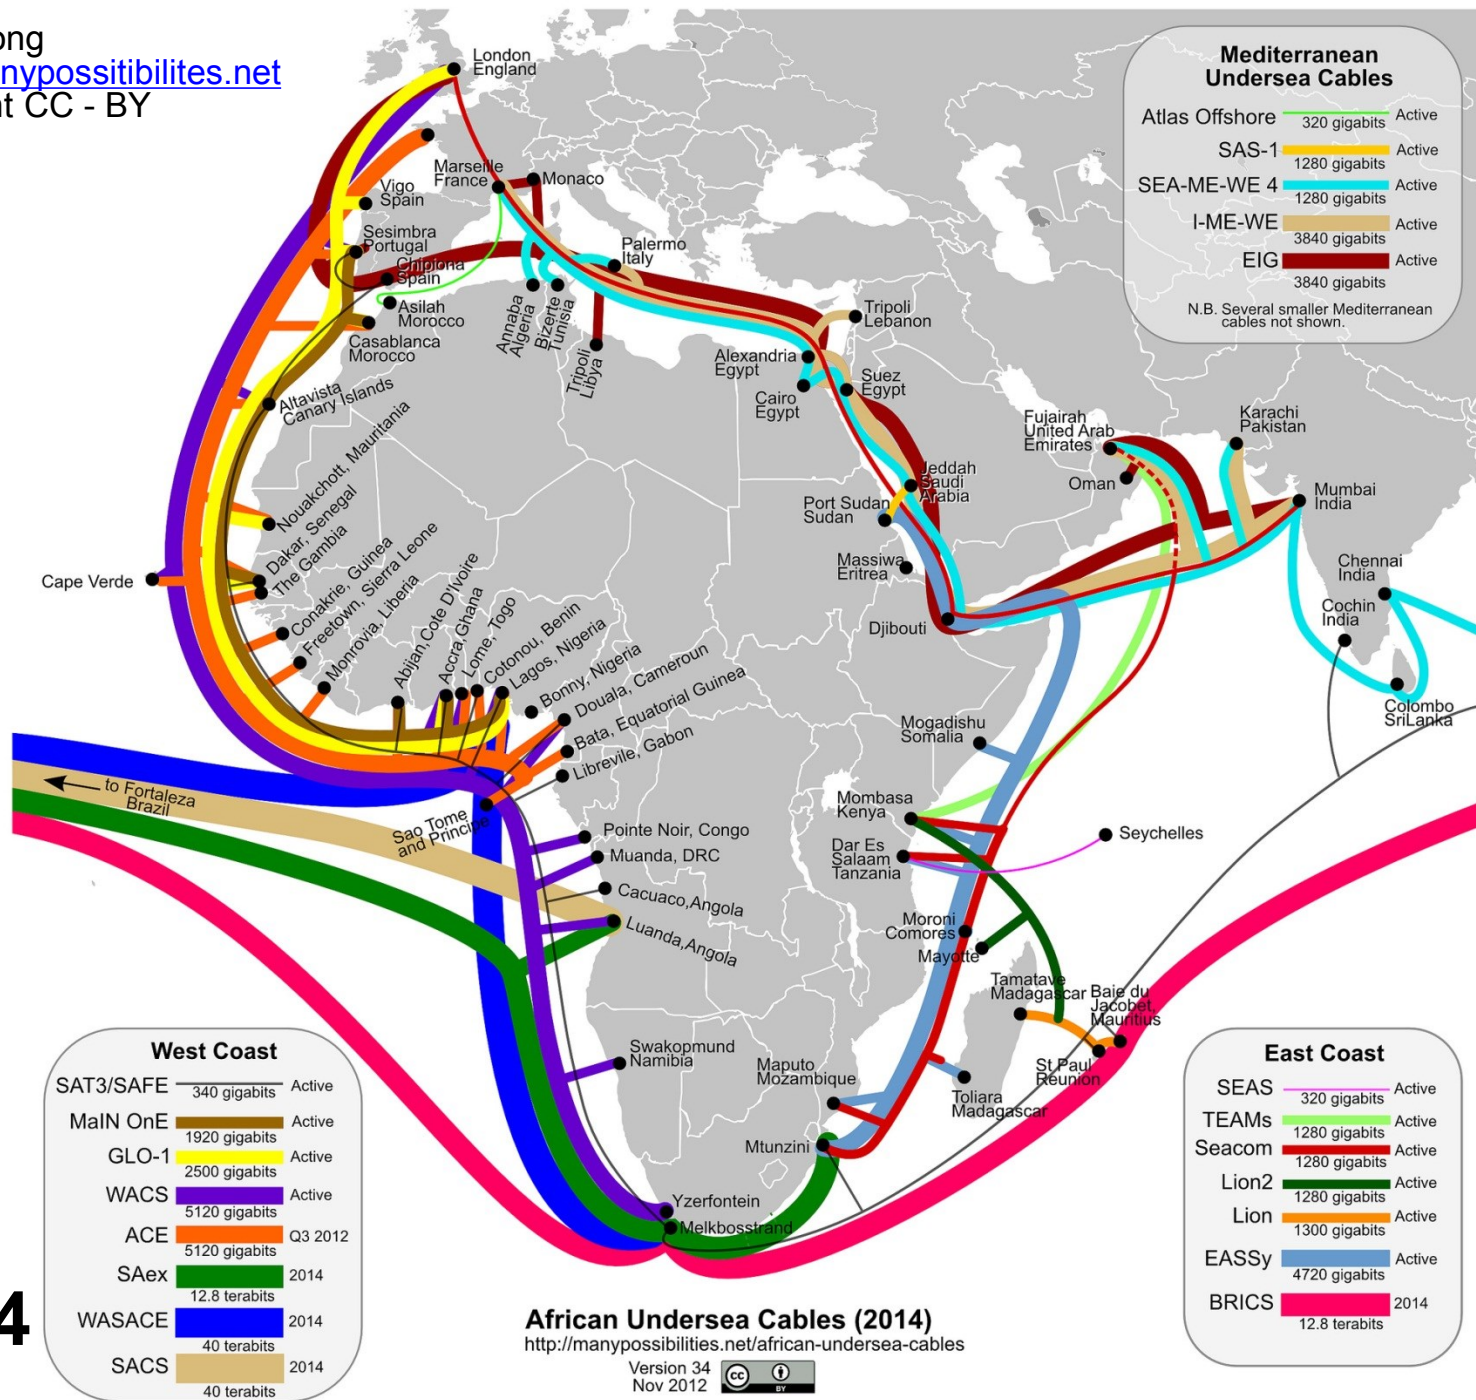 ong
nypossitibilites.net
t CC - BY
London
England
Marseille
France
Monaco
Vigo
Spain
Sesimbra
Portugal
Chipiona
Spain
Palermo
Italy
Asilah
Morocco
Casablanca
Morocco
Annaba
Algeria
Bizerte
Tunisia
Tripoli
Libya
Tripoli
Lebanon
Alexandria
Egypt
Cairo
Egypt
Suez
Egypt
Altavista
Canary Islands
Nouakchott, Mauritania
Dakar, Senegal
The Gambia
Conakrie, Guinea
Freetown, Sierra Leone
Monrovia, Liberia
Abijan, Cote D'Ivoire
Accra,Ghana
Lome, Togo
Cotonou, Benin
Lagos, Nigeria
Bonny, Nigeria
Douala, Cameroun
Bata, Equatorial Guinea
Librevile, Gabon
Cape Verde
Jeddah
Saudi
Arabia
Port Sudan
Sudan
Massiwa
Eritrea
Djibouti
Fujairah
United Arab
Emirates
Oman
Karachi
Pakistan
Mumbai
India
Chennai
India
Cochin
India
Colombo
SriLanka
Mogadishu
Somalia
Mombasa
Kenya
Dar Es
Salaam
Tanzania
Seychelles
Moroni
Comores
Mayotte
Tamatave
Madagascar
Baie du
Jacobet,
Mauritius
St Paul
Reunion
Toliara
Madagascar
Maputo
Mozambique
Mtunzini
to Fortaleza
Brazil
Sao Tome
and Principe
Pointe Noir, Congo
Muanda, DRC
Cacuaco,Angola
Luanda,Angola
Swakopmund
Namibia
Yzerfontein
Melkbosstrand
Mediterranean
Undersea Cables
Atlas Offshore 320 gigabits Active
SAS-1 1280 gigabits Active
SEA-ME-WE 4 1280 gigabits Active
I-ME-WE 3840 gigabits Active
EIG 3840 gigabits Active
N.B. Several smaller Mediterranean
cables not shown.
West Coast
SAT3/SAFE 340 gigabits Active
MaIN OnE 1920 gigabits Active
GLO-1 2500 gigabits Active
WACS 5120 gigabits Active
ACE 5120 gigabits Q3 2012
SAex 12.8 terabits 2014
WASACE 40 terabits 2014
SACS 40 terabits 2014
East Coast
SEAS 320 gigabits Active
TEAMs 1280 gigabits Active
Seacom 1280 gigabits Active
Lion2 1280 gigabits Active
Lion 1300 gigabits Active
EASSy 4720 gigabits Active
BRICS 12.8 terabits 2014
4
African Undersea Cables (2014)
http://manypossibilities.net/african-undersea-cables
Version 34
Nov 2012
cc
BY